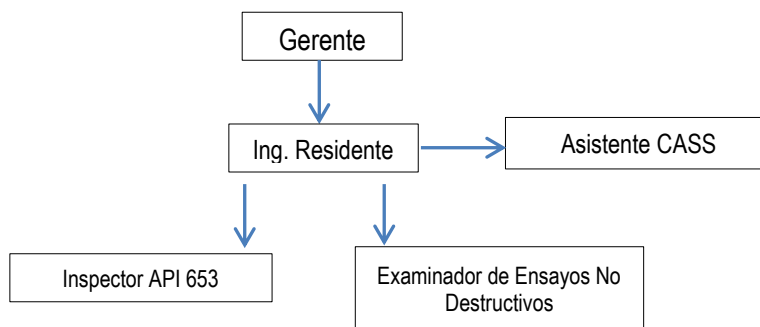 Gerente
Ing. Residente
Asistente CASS
Inspector API 653
Examinador de Ensayos No
Destructivos